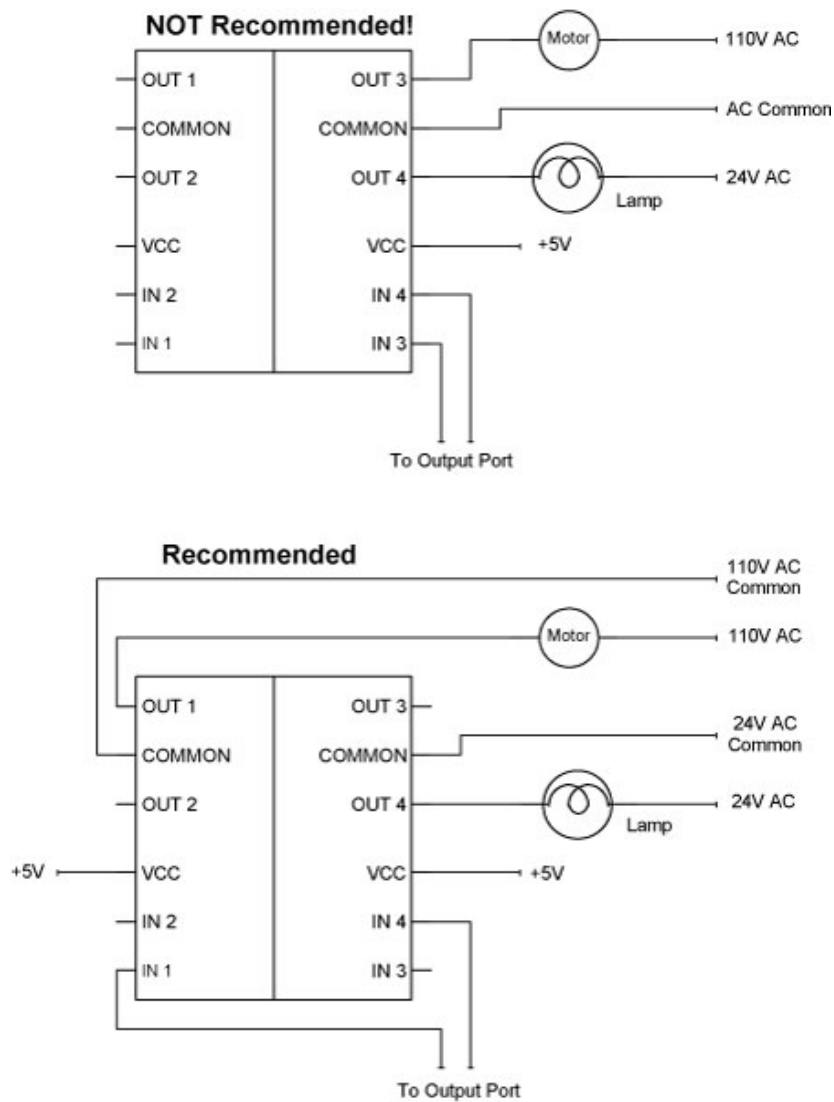 NOT Recommended!
Motor
110V AC
OUT 1
OUT 3
AC Common
COMMON
COMMON
OUT 2
OUT 4
24V AC
Lamp
VCC
VCC
+5V
IN 2
IN 4
IN 1
IN 3
To Output Port
Recommended
110V AC
Common
Motor
110V AC
OUT 1
OUT 3
24V AC
Common
COMMON
COMMON
OUT 2
OUT 4
24V AC
Lamp
+5V
VCC
VCC
+5V
IN 2
IN 4
IN 1
IN 3
To Output Port